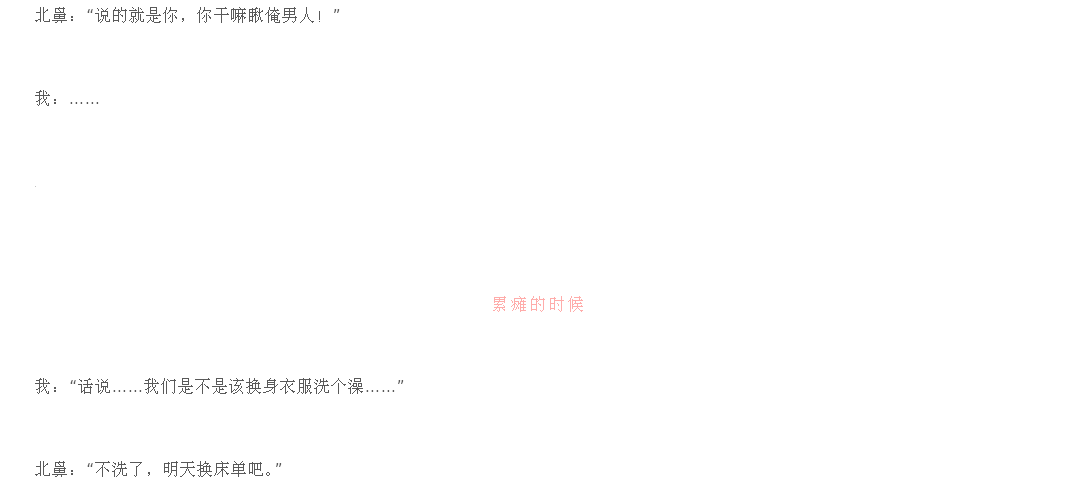 北鼻：“说的就是你，你干嘛瞅俺男人！”
我：……
累瘫的时候
我：“话说……我们是不是该换身衣服洗个澡……”
北鼻：“不洗了，明天换床单吧。”